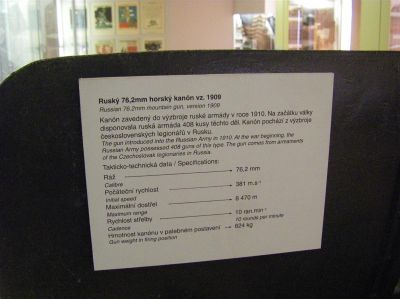 Ruský 76,2mm horský kanón vz. 1909
Russian 76,2mm mountain gun, version 1909
Kanón zavedený do výzbroje ruské armády v roce 1910. Na začátku války
disponovala ruská armáda 408 kusy těchto děl. Kanón pochází z výzbroje
československých legionářů v Rusku.
The gun introduced into the Russian Army in 1910. At the war beginning, the
Russian Army possessed 408 guns of this type. The gun comes from armaments
of the Czechoslovak legionaries in Russia.
Takticko-technická data / Specifications:
Ráž 76,2 mm
Calibre
Počáteční rychlost 381 m.s⁻¹
Initial speed
Maximální dostřel 8 470 m
Maximum range
Rychlost střelby 10 ran.min⁻¹
Cadence 10 rounds per minute
Hmotnost kanónu v palebném postavení 624 kg
Gun weight in firing position